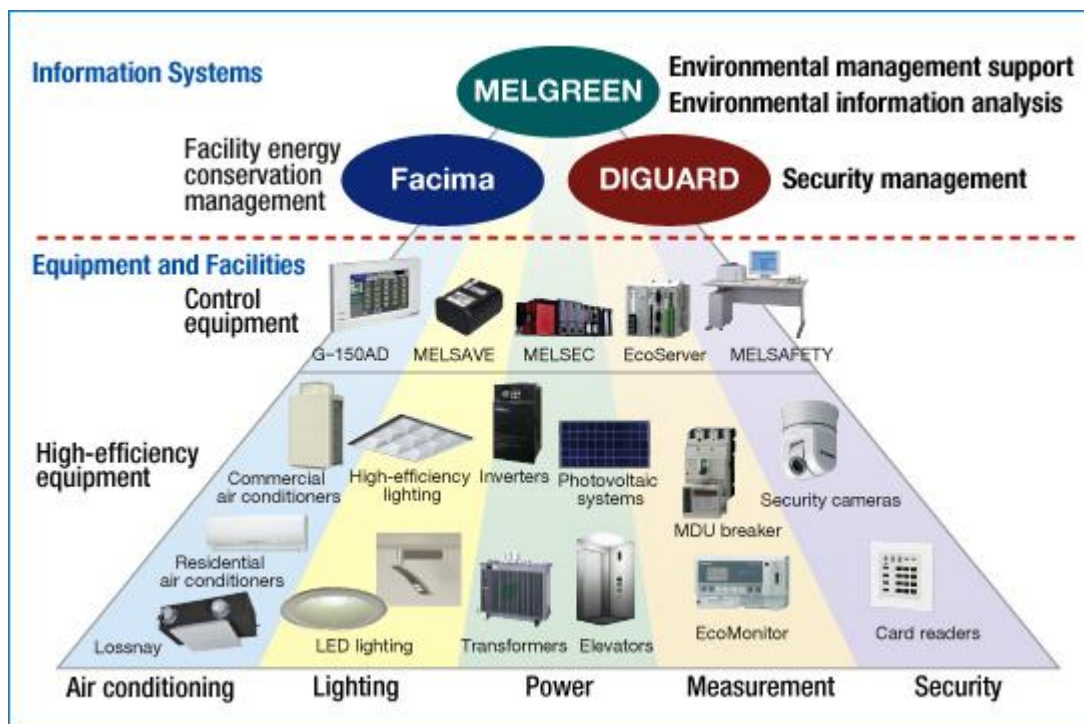 Information Systems
MELGREEN
Environmental management support
Environmental information analysis
Facility energy
conservation
management
Facima
DIGUARD
Security management
Equipment and Facilities
Control
equipment
G-150AD
MELSAVE
MELSEC
EcoServer
MELSAFETY
High-efficiency
equipment
Commercial
air conditioners
High-efficiency
lighting
Inverters
Photovoltaic
systems
MDU breaker
Security cameras
Residential
air conditioners
Lossnay
LED lighting
Transformers
Elevators
EcoMonitor
Card readers
Air conditioning
Lighting
Power
Measurement
Security